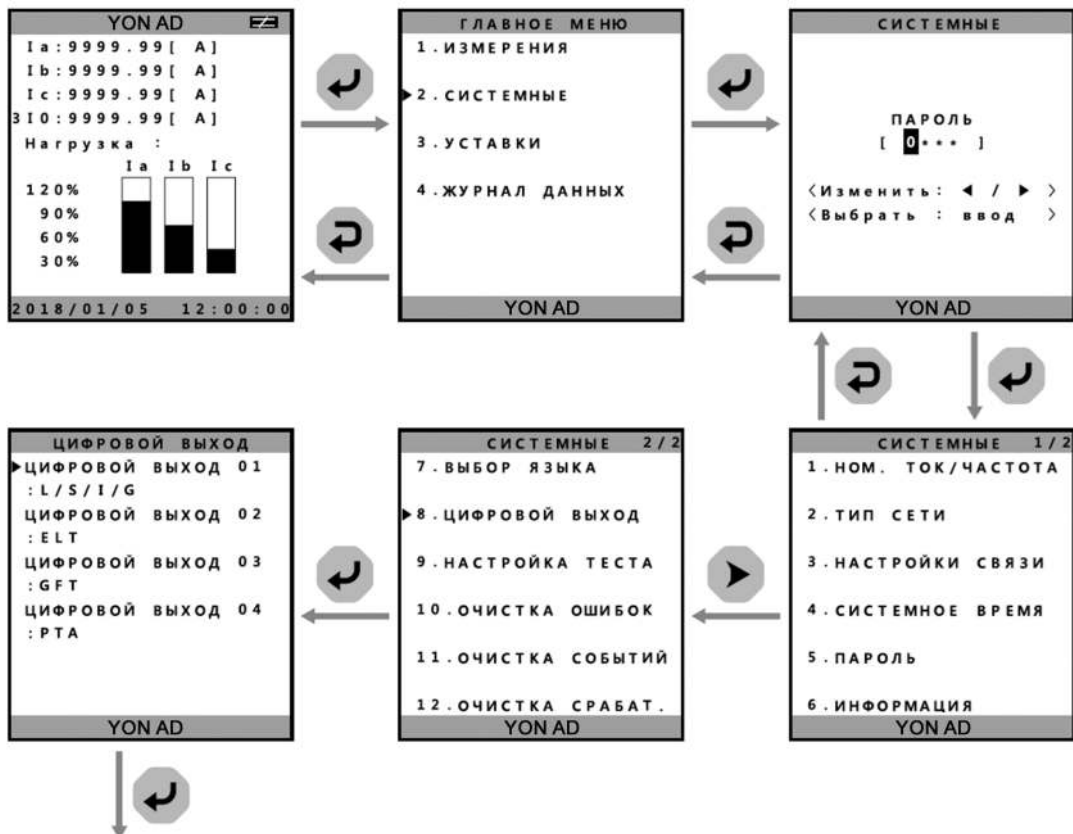 YON AD
Ia:9999.99[ A]
Ib:9999.99[ A]
Ic:9999.99[ A]
3I0:9999.99[ A]
Нагрузка :
Ia Ib Ic
120%
90%
60%
30%
2018/01/05 12:00:00
ГЛАВНОЕ МЕНЮ
1.ИЗМЕРЕНИЯ
2.СИСТЕМНЫЕ
3.УСТАВКИ
4.ЖУРНАЛ ДАННЫХ
YON AD
СИСТЕМНЫЕ
ПАРОЛЬ
[ 0*** ]
<Изменить: ◀ / ▶ >
<Выбрать : ввод >
YON AD
ЦИФРОВОЙ ВЫХОД
ЦИФРОВОЙ ВЫХОД 01
:L/S/I/G
ЦИФРОВОЙ ВЫХОД 02
:ELT
ЦИФРОВОЙ ВЫХОД 03
:GFT
ЦИФРОВОЙ ВЫХОД 04
:PTA
YON AD
СИСТЕМНЫЕ 2/2
7.ВЫБОР ЯЗЫКА
8.ЦИФРОВОЙ ВЫХОД
9.НАСТРОЙКА ТЕСТА
10.ОЧИСТКА ОШИБОК
11.ОЧИСТКА СОБЫТИЙ
12.ОЧИСТКА СРАБАТ.
YON AD
СИСТЕМНЫЕ 1/2
1.НОМ. ТОК/ЧАСТОТА
2.ТИП СЕТИ
3.НАСТРОЙКИ СВЯЗИ
4.СИСТЕМНОЕ ВРЕМЯ
5.ПАРОЛЬ
6.ИНФОРМАЦИЯ
YON AD